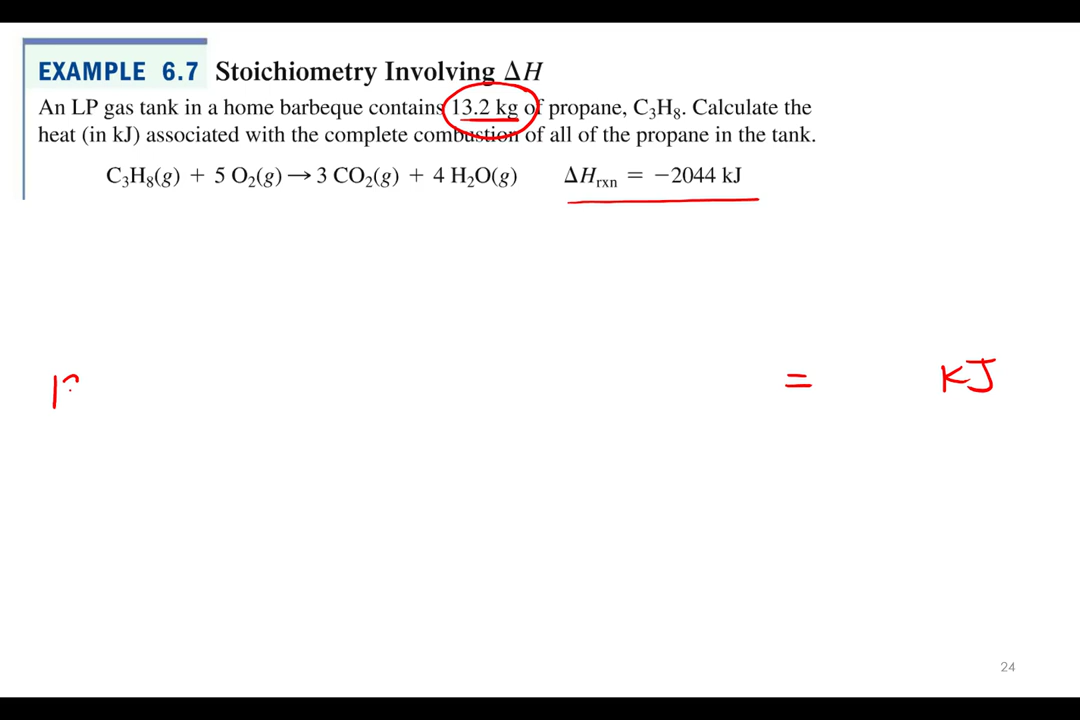 EXAMPLE 6.7 Stoichiometry Involving ΔH
An LP gas tank in a home barbeque contains 13.2 kg of propane, C₃H₈. Calculate the
heat (in kJ) associated with the complete combustion of all of the propane in the tank.
C₃H₈(g) + 5 O₂(g) → 3 CO₂(g) + 4 H₂O(g) ΔHrxn = −2044 kJ
= kJ
24